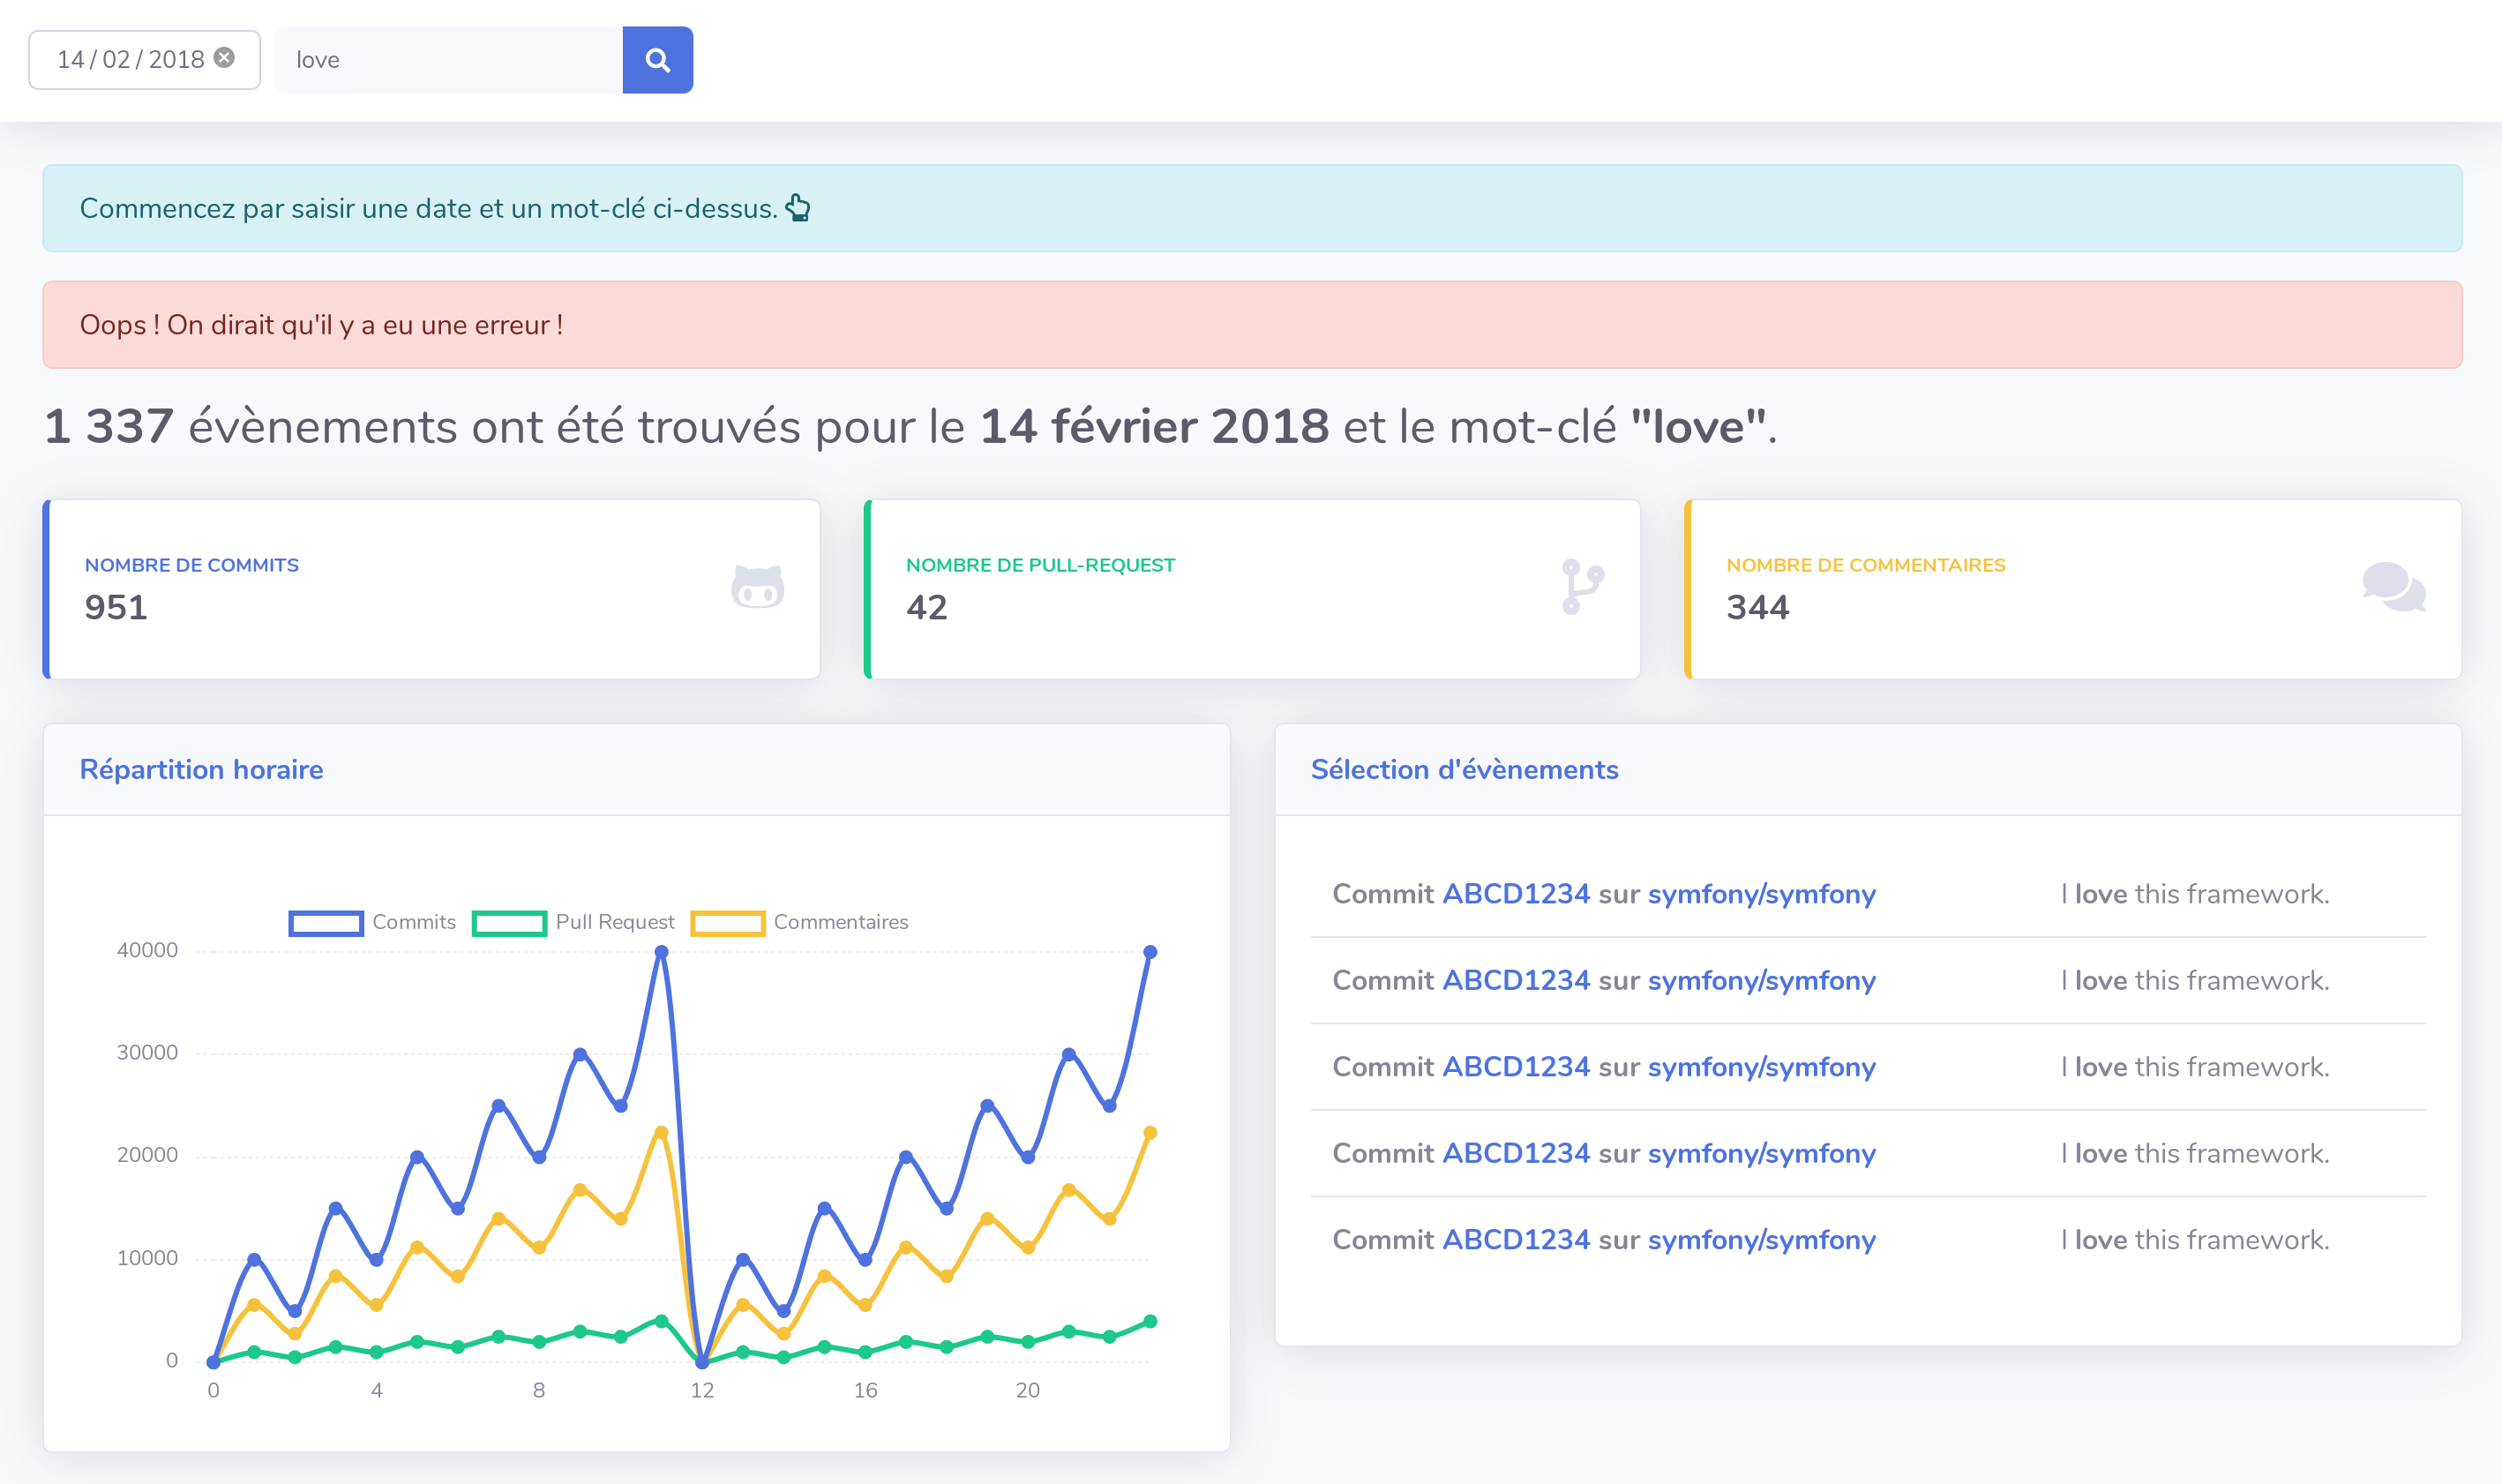 14 / 02 / 2018
love
Commencez par saisir une date et un mot-clé ci-dessus.
Oops ! On dirait qu'il y a eu une erreur !
1 337 évènements ont été trouvés pour le 14 février 2018 et le mot-clé "love".
NOMBRE DE COMMITS
951
NOMBRE DE PULL-REQUEST
42
NOMBRE DE COMMENTAIRES
344
Répartition horaire
Commits Pull Request Commentaires
40000
30000
20000
10000
0
0 4 8 12 16 20
Sélection d'évènements
Commit ABCD1234 sur symfony/symfony I love this framework.
Commit ABCD1234 sur symfony/symfony I love this framework.
Commit ABCD1234 sur symfony/symfony I love this framework.
Commit ABCD1234 sur symfony/symfony I love this framework.
Commit ABCD1234 sur symfony/symfony I love this framework.